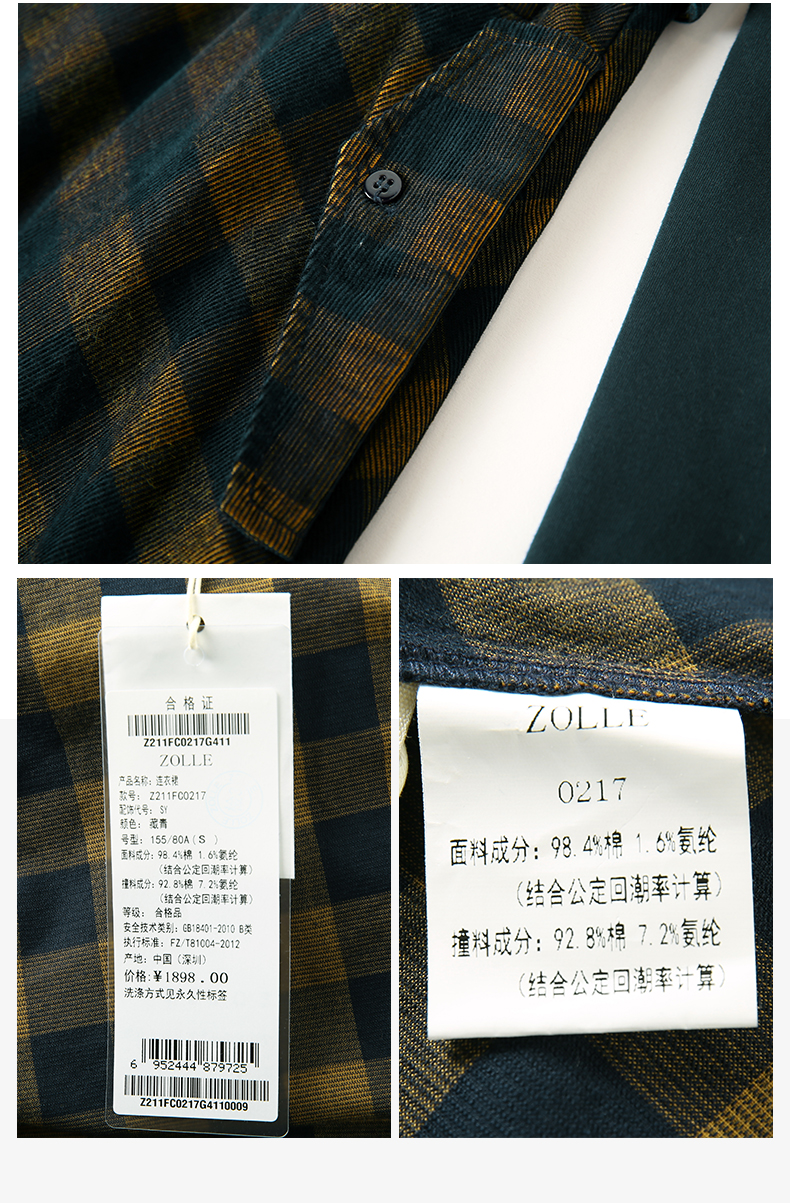 合格证
Z211FC0217G411
ZOLLE
产品名称：连衣裙
款号：Z211FC0217
配饰代号：SY
颜色：藏青
号型：155/80A(S )
面料成分：98.4%棉 1.6%氨纶
(结合公定回潮率计算)
撞料成分：92.8%棉 7.2%氨纶
(结合公定回潮率计算)
等级：合格品
安全技术类别：GB18401-2010 B类
执行标准：FZ/T81004-2012
产地：中国(深圳)
价格:¥1898.00
洗涤方式见永久性标签
6 952444 879725
Z211FC0217G4110009
ZOLLE
0217
面料成分：98.4%棉 1.6%氨纶
(结合公定回潮率计算)
撞料成分：92.8%棉 7.2%氨纶
(结合公定回潮率计算)